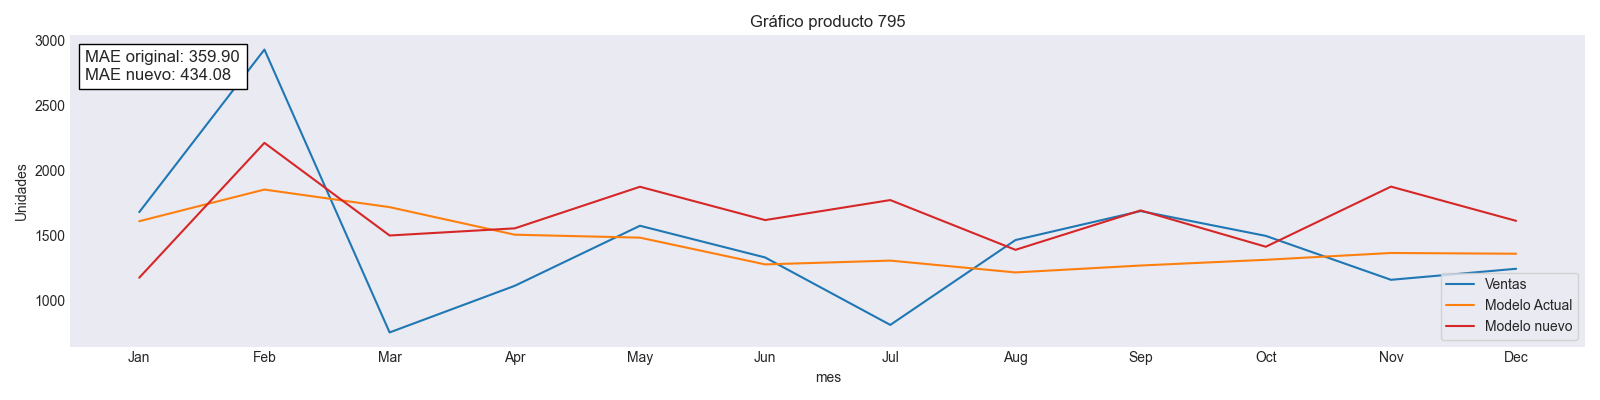 Gráfico producto 795
MAE original: 359.90
MAE nuevo: 434.08
Unidades
3000
2500
2000
1500
1000
Jan Feb Mar Apr May Jun Jul Aug Sep Oct Nov Dec
mes
Ventas
Modelo Actual
Modelo nuevo